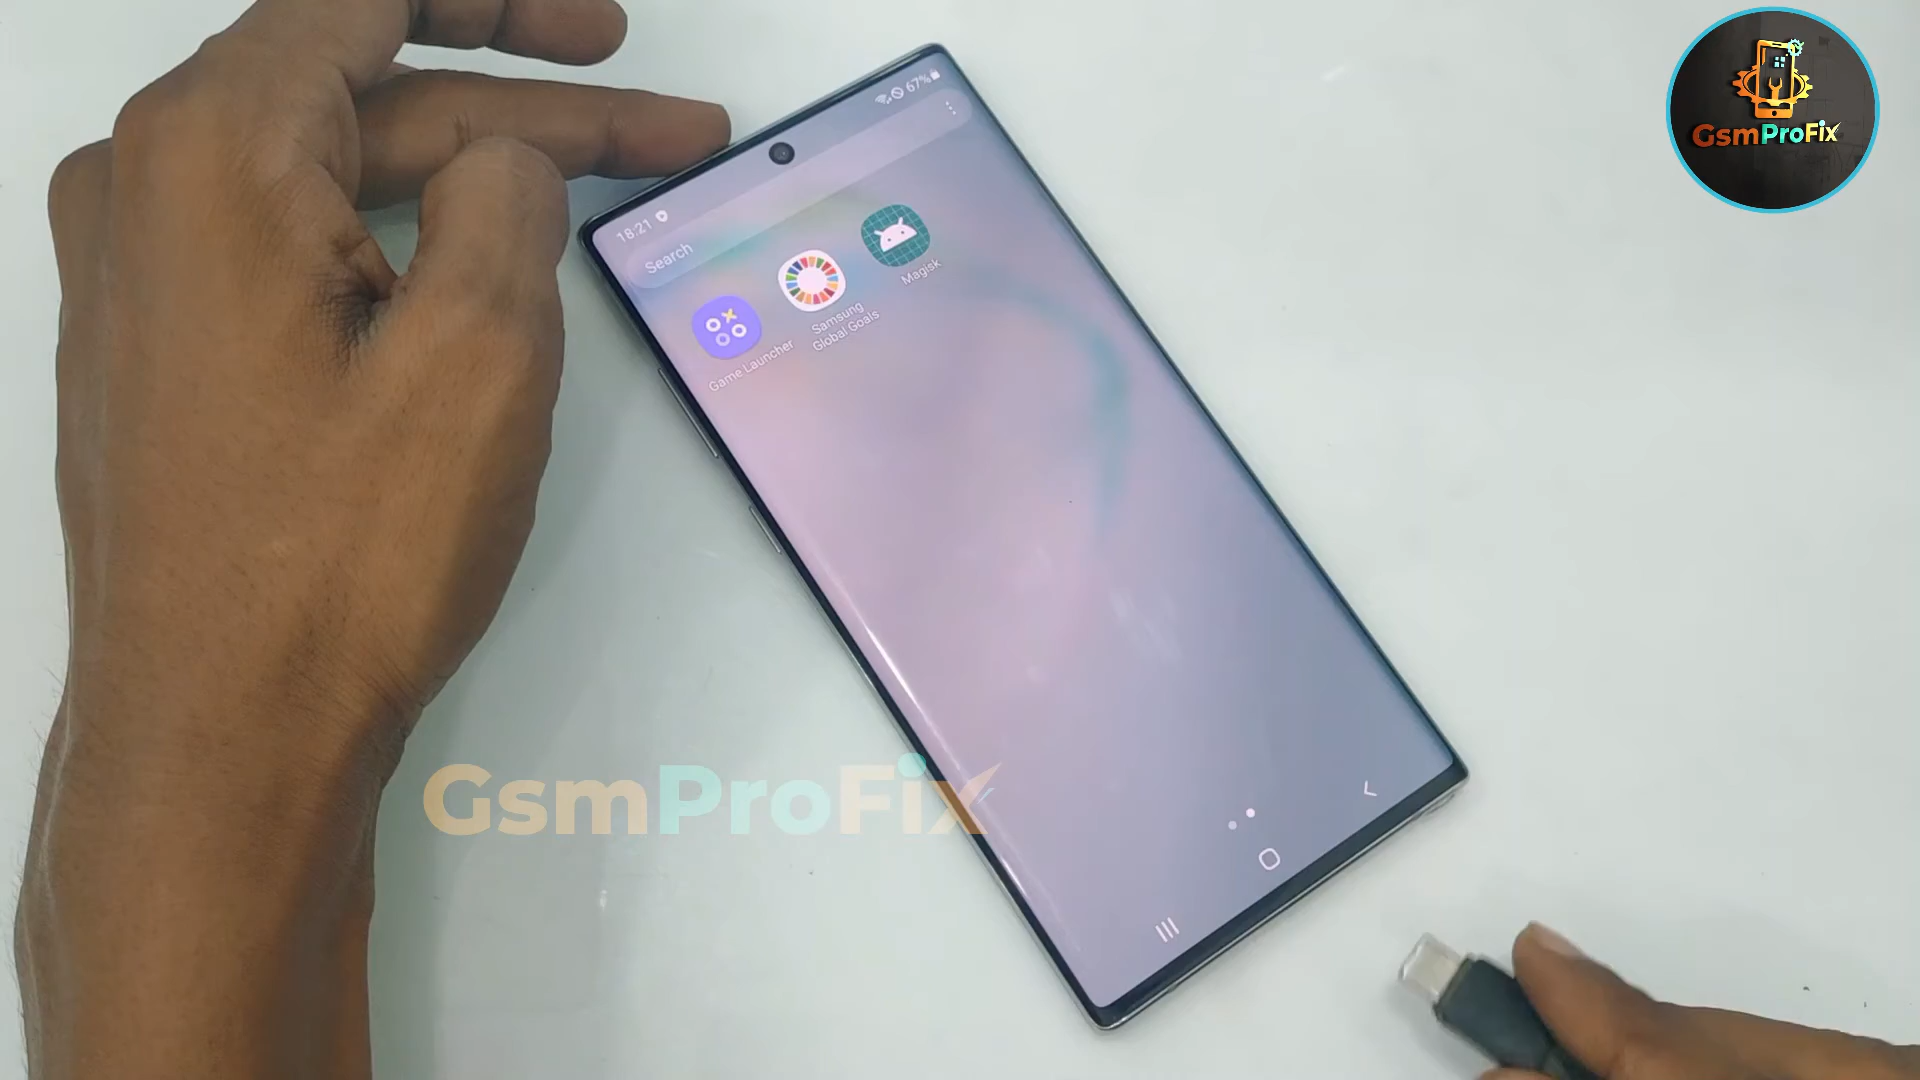 GsmProFix
18:21
67%
Search
Game Launcher
Samsung
Global Goals
Magisk
GsmProFix